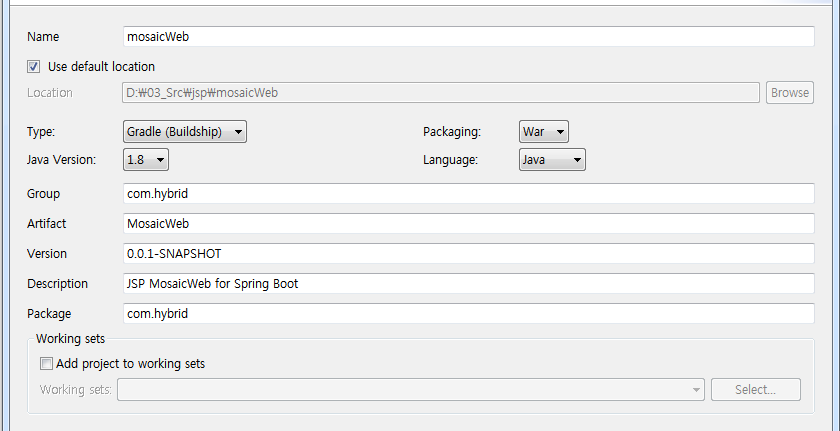 Name mosaicWeb
Use default location
Location D:₩03_Src₩jsp₩mosaicWeb Browse
Type: Gradle (Buildship) Packaging: War
Java Version: 1.8 Language: Java
Group com.hybrid
Artifact MosaicWeb
Version 0.0.1-SNAPSHOT
Description JSP MosaicWeb for Spring Boot
Package com.hybrid
Working sets
Add project to working sets
Working sets: Select...